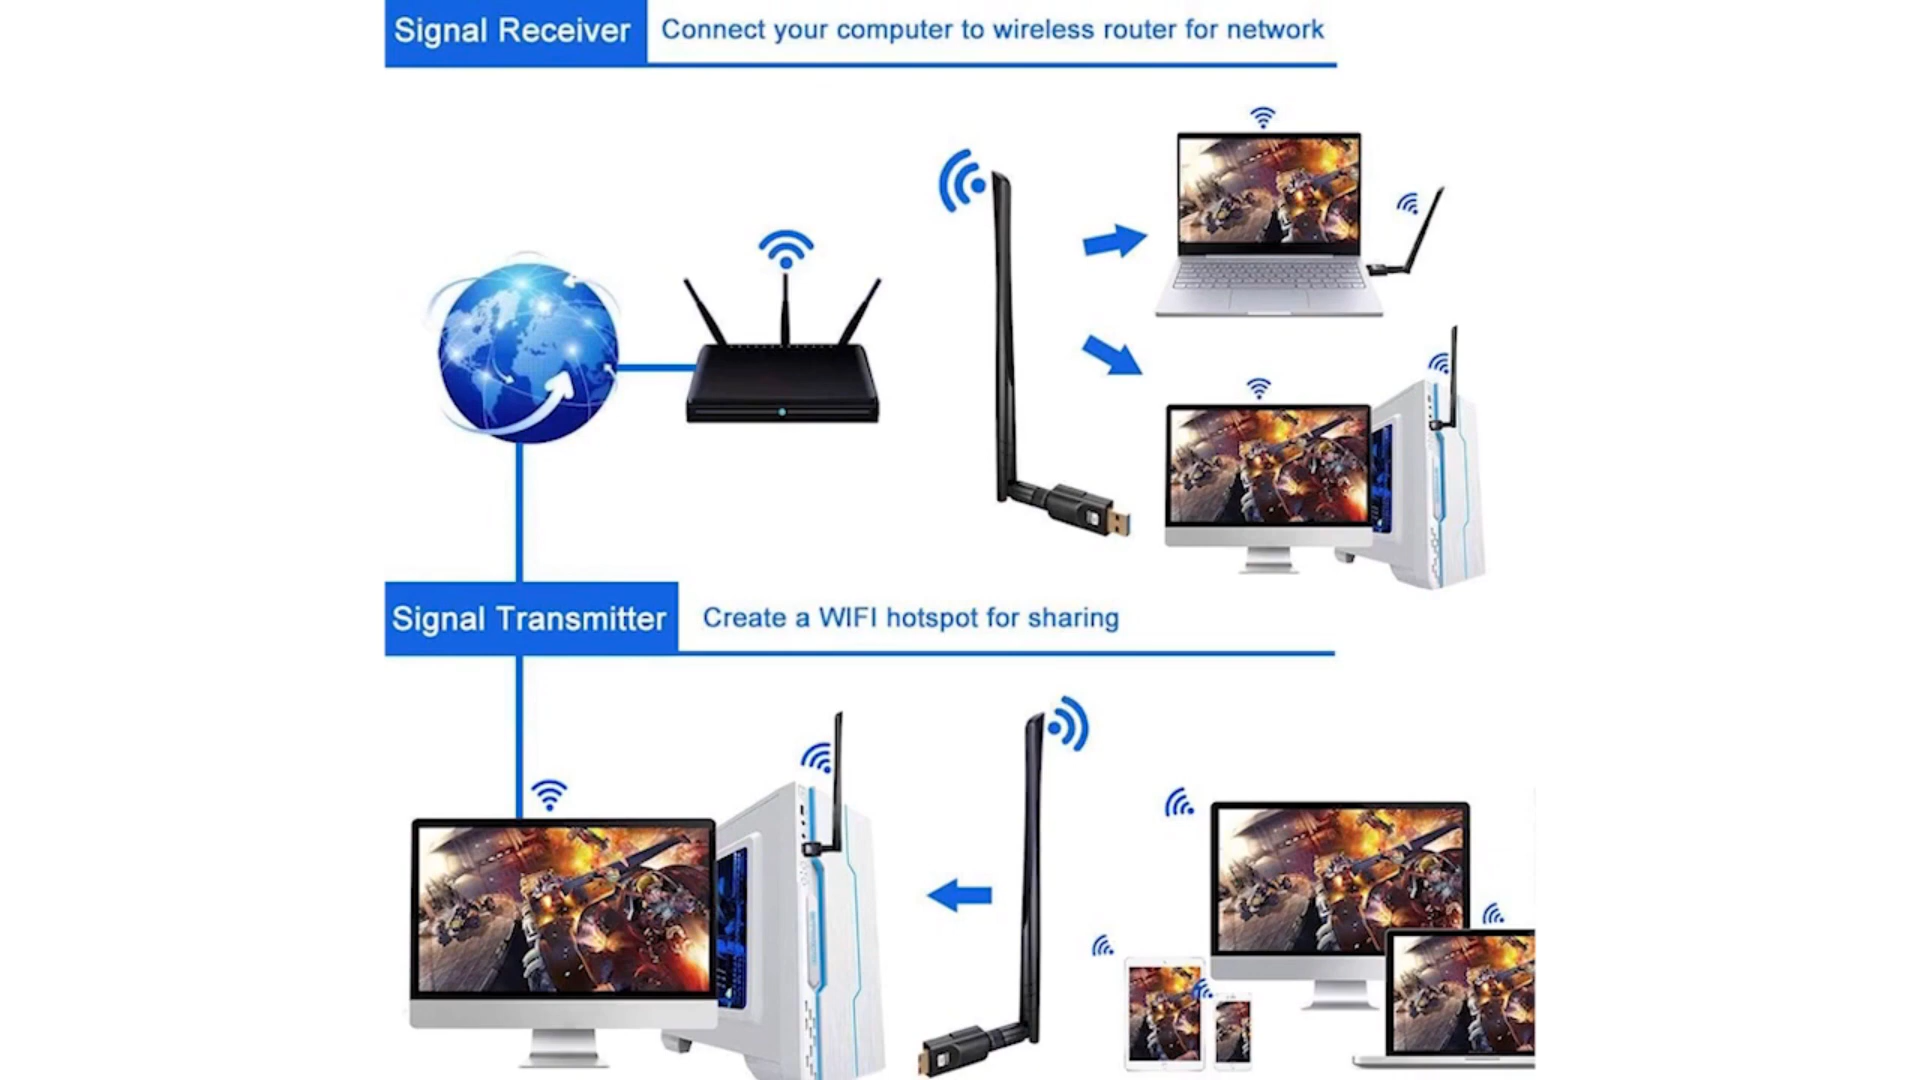 Signal Receiver
Connect your computer to wireless router for network
Signal Transmitter
Create a WIFI hotspot for sharing